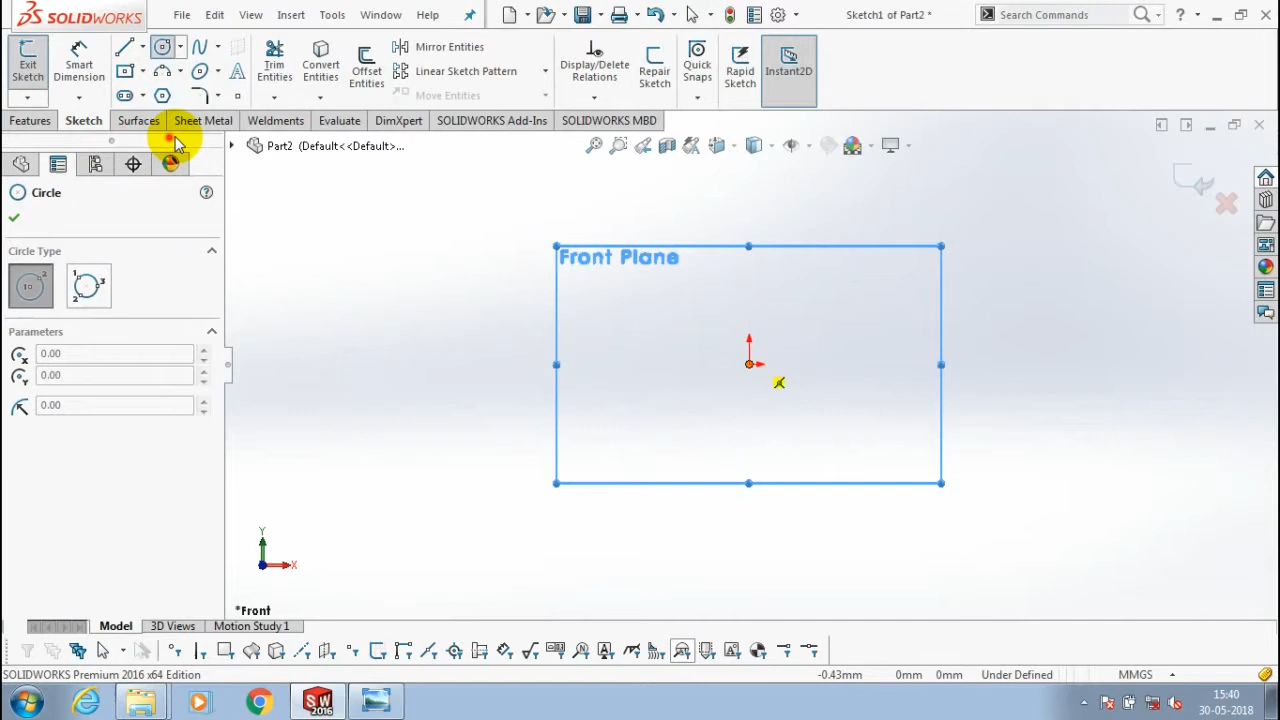 SOLIDWORKS
File Edit View Insert Tools Window Help
Sketch1 of Part2 *
Search Commands
Exit Sketch
Smart Dimension
Trim Entities
Convert Entities
Offset Entities
Mirror Entities
Linear Sketch Pattern
Move Entities
Display/Delete Relations
Repair Sketch
Quick Snaps
Rapid Sketch
Instant2D
Features Sketch Surfaces Sheet Metal Weldments Evaluate DimXpert SOLIDWORKS Add-Ins SOLIDWORKS MBD
Part2 (Default<<Default>...
Circle
Circle Type
Parameters
0.00
0.00
0.00
Front Plane
Y
X
*Front
Model 3D Views Motion Study 1
SOLIDWORKS Premium 2016 x64 Edition
-0.43mm 0mm 0mm Under Defined MMGS
15:40
30-05-2018